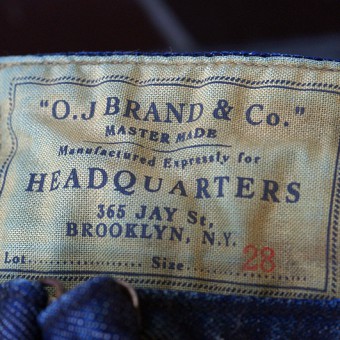 "O.J BRAND & Co."
MASTER MADE
Manufactured Expressly for
HEADQUARTERS
365 JAY St,
BROOKLYN, N.Y.
Lot........ Size........28........